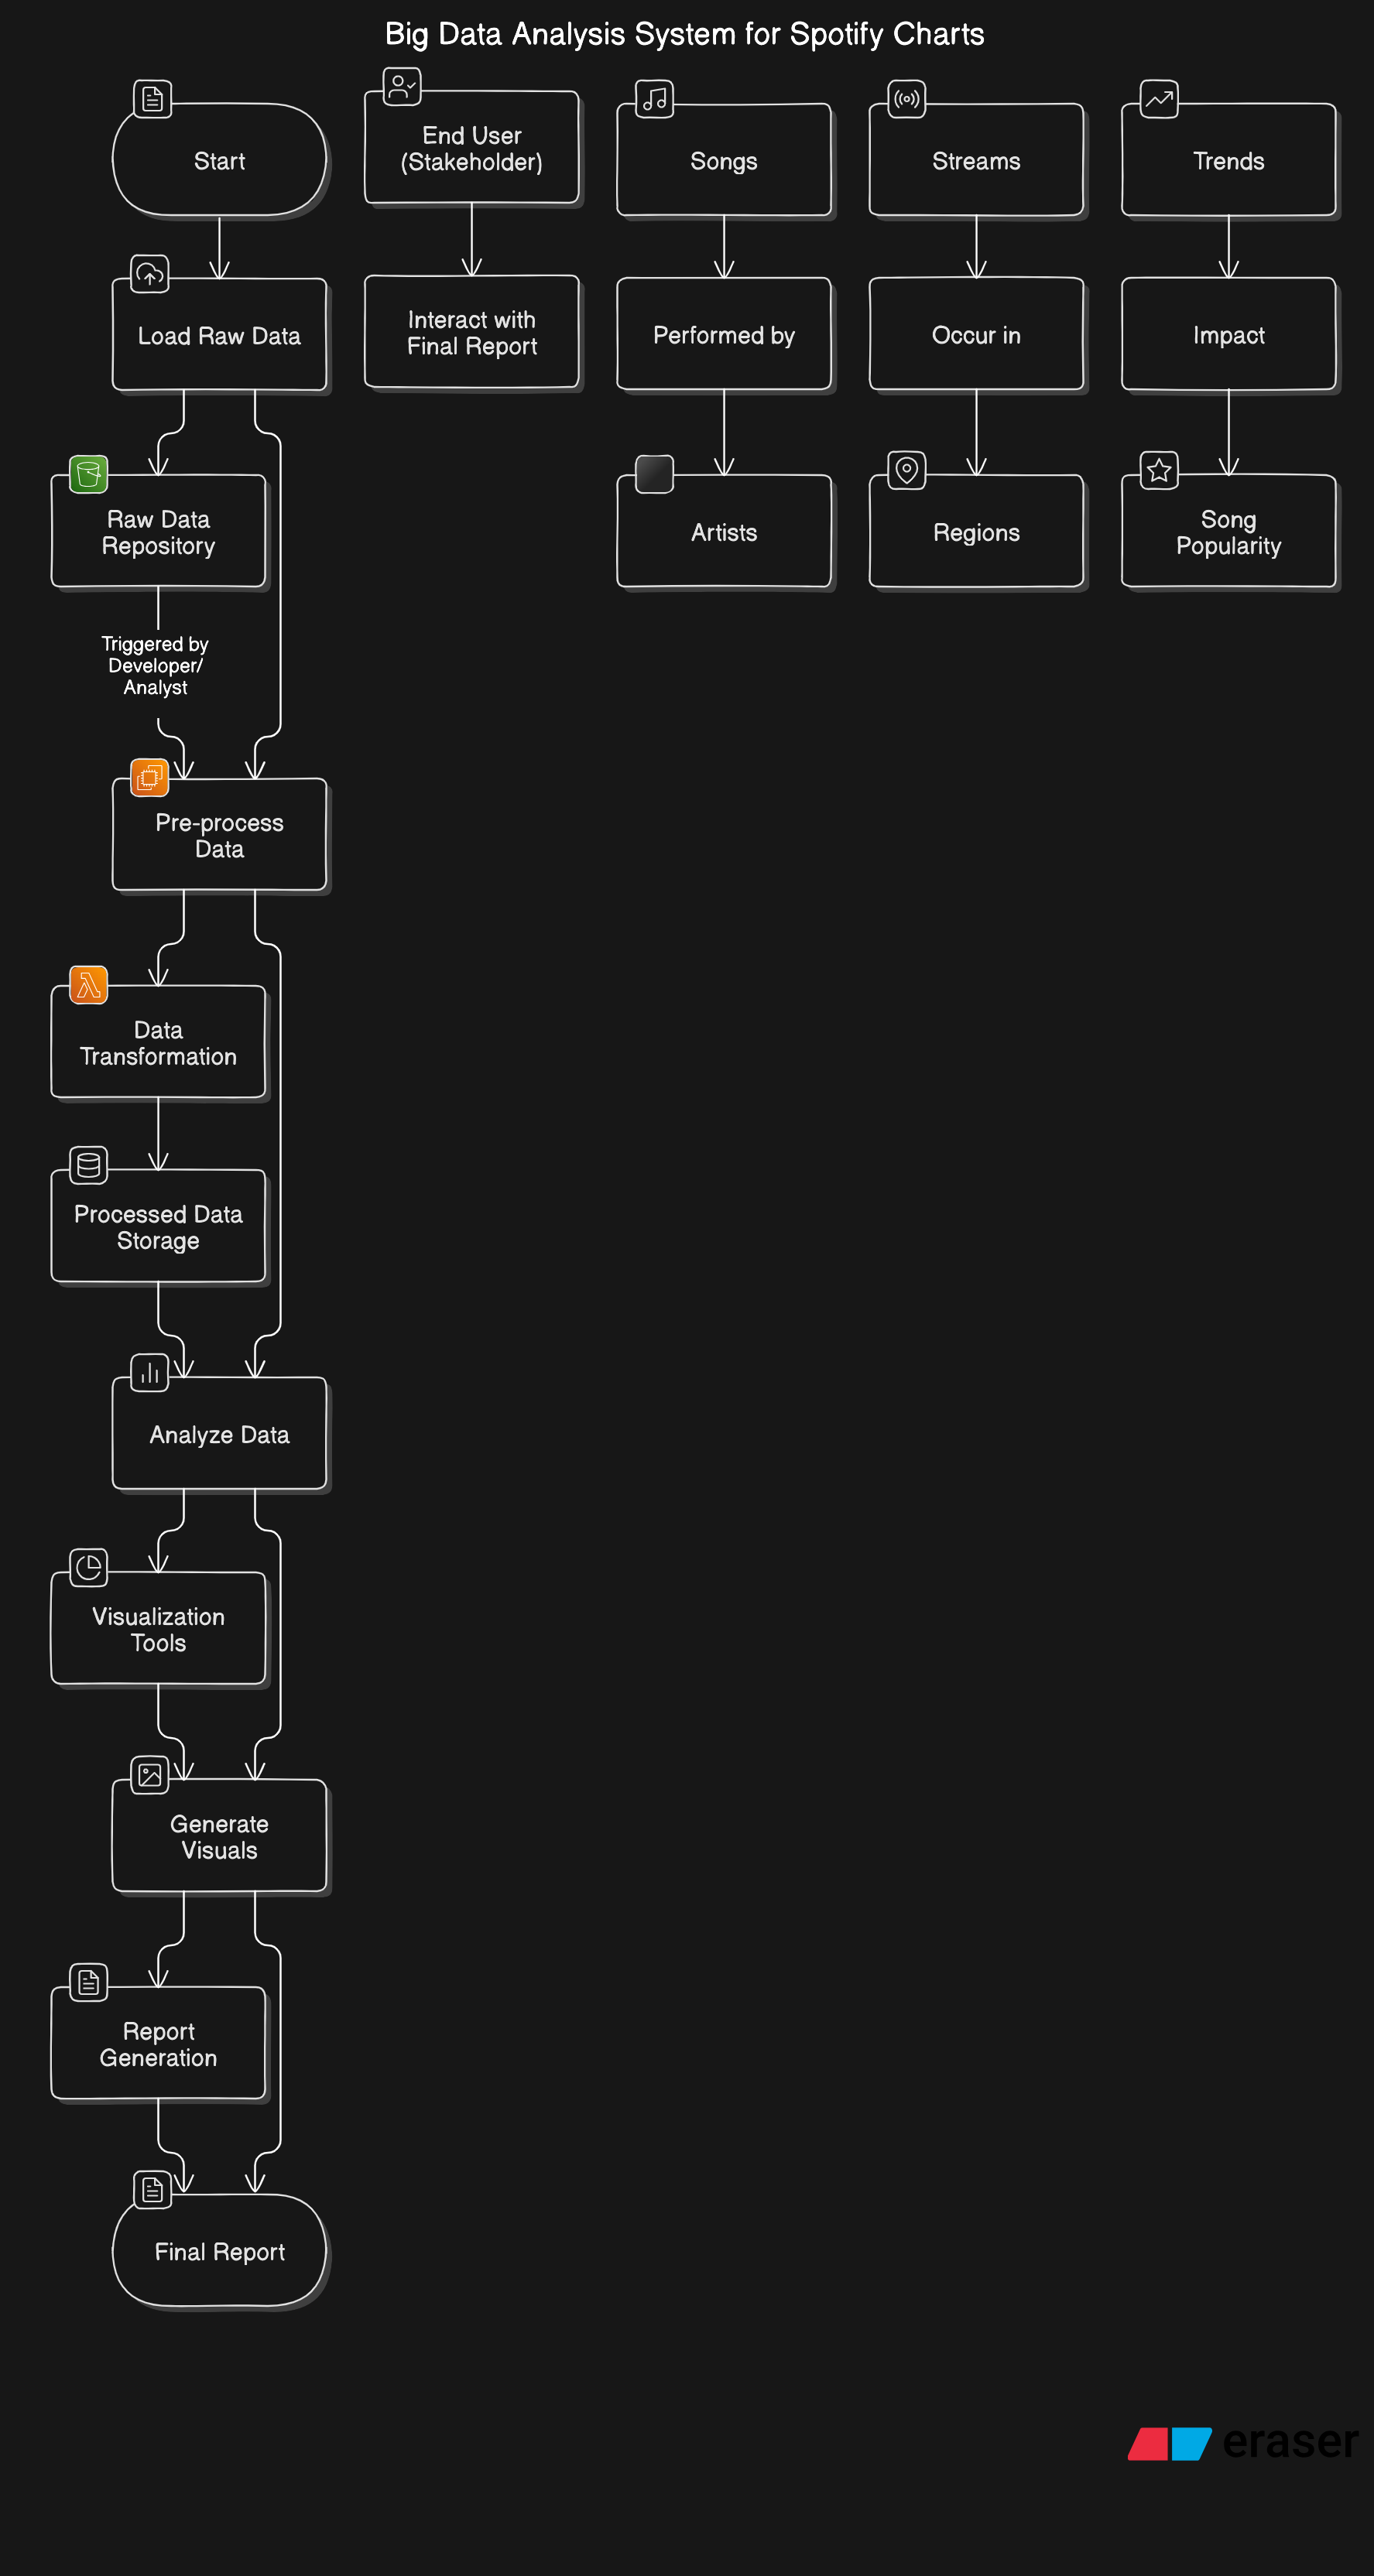 Big Data Analysis System for Spotify Charts
Start
End User
(Stakeholder)
Songs
Streams
Trends
Load Raw Data
Interact with
Final Report
Performed by
Occur in
Impact
Raw Data
Repository
Artists
Regions
Song
Popularity
Triggered by
Developer/
Analyst
Pre-process
Data
Data
Transformation
Processed Data
Storage
Analyze Data
Visualization
Tools
Generate
Visuals
Report
Generation
Final Report
eraser